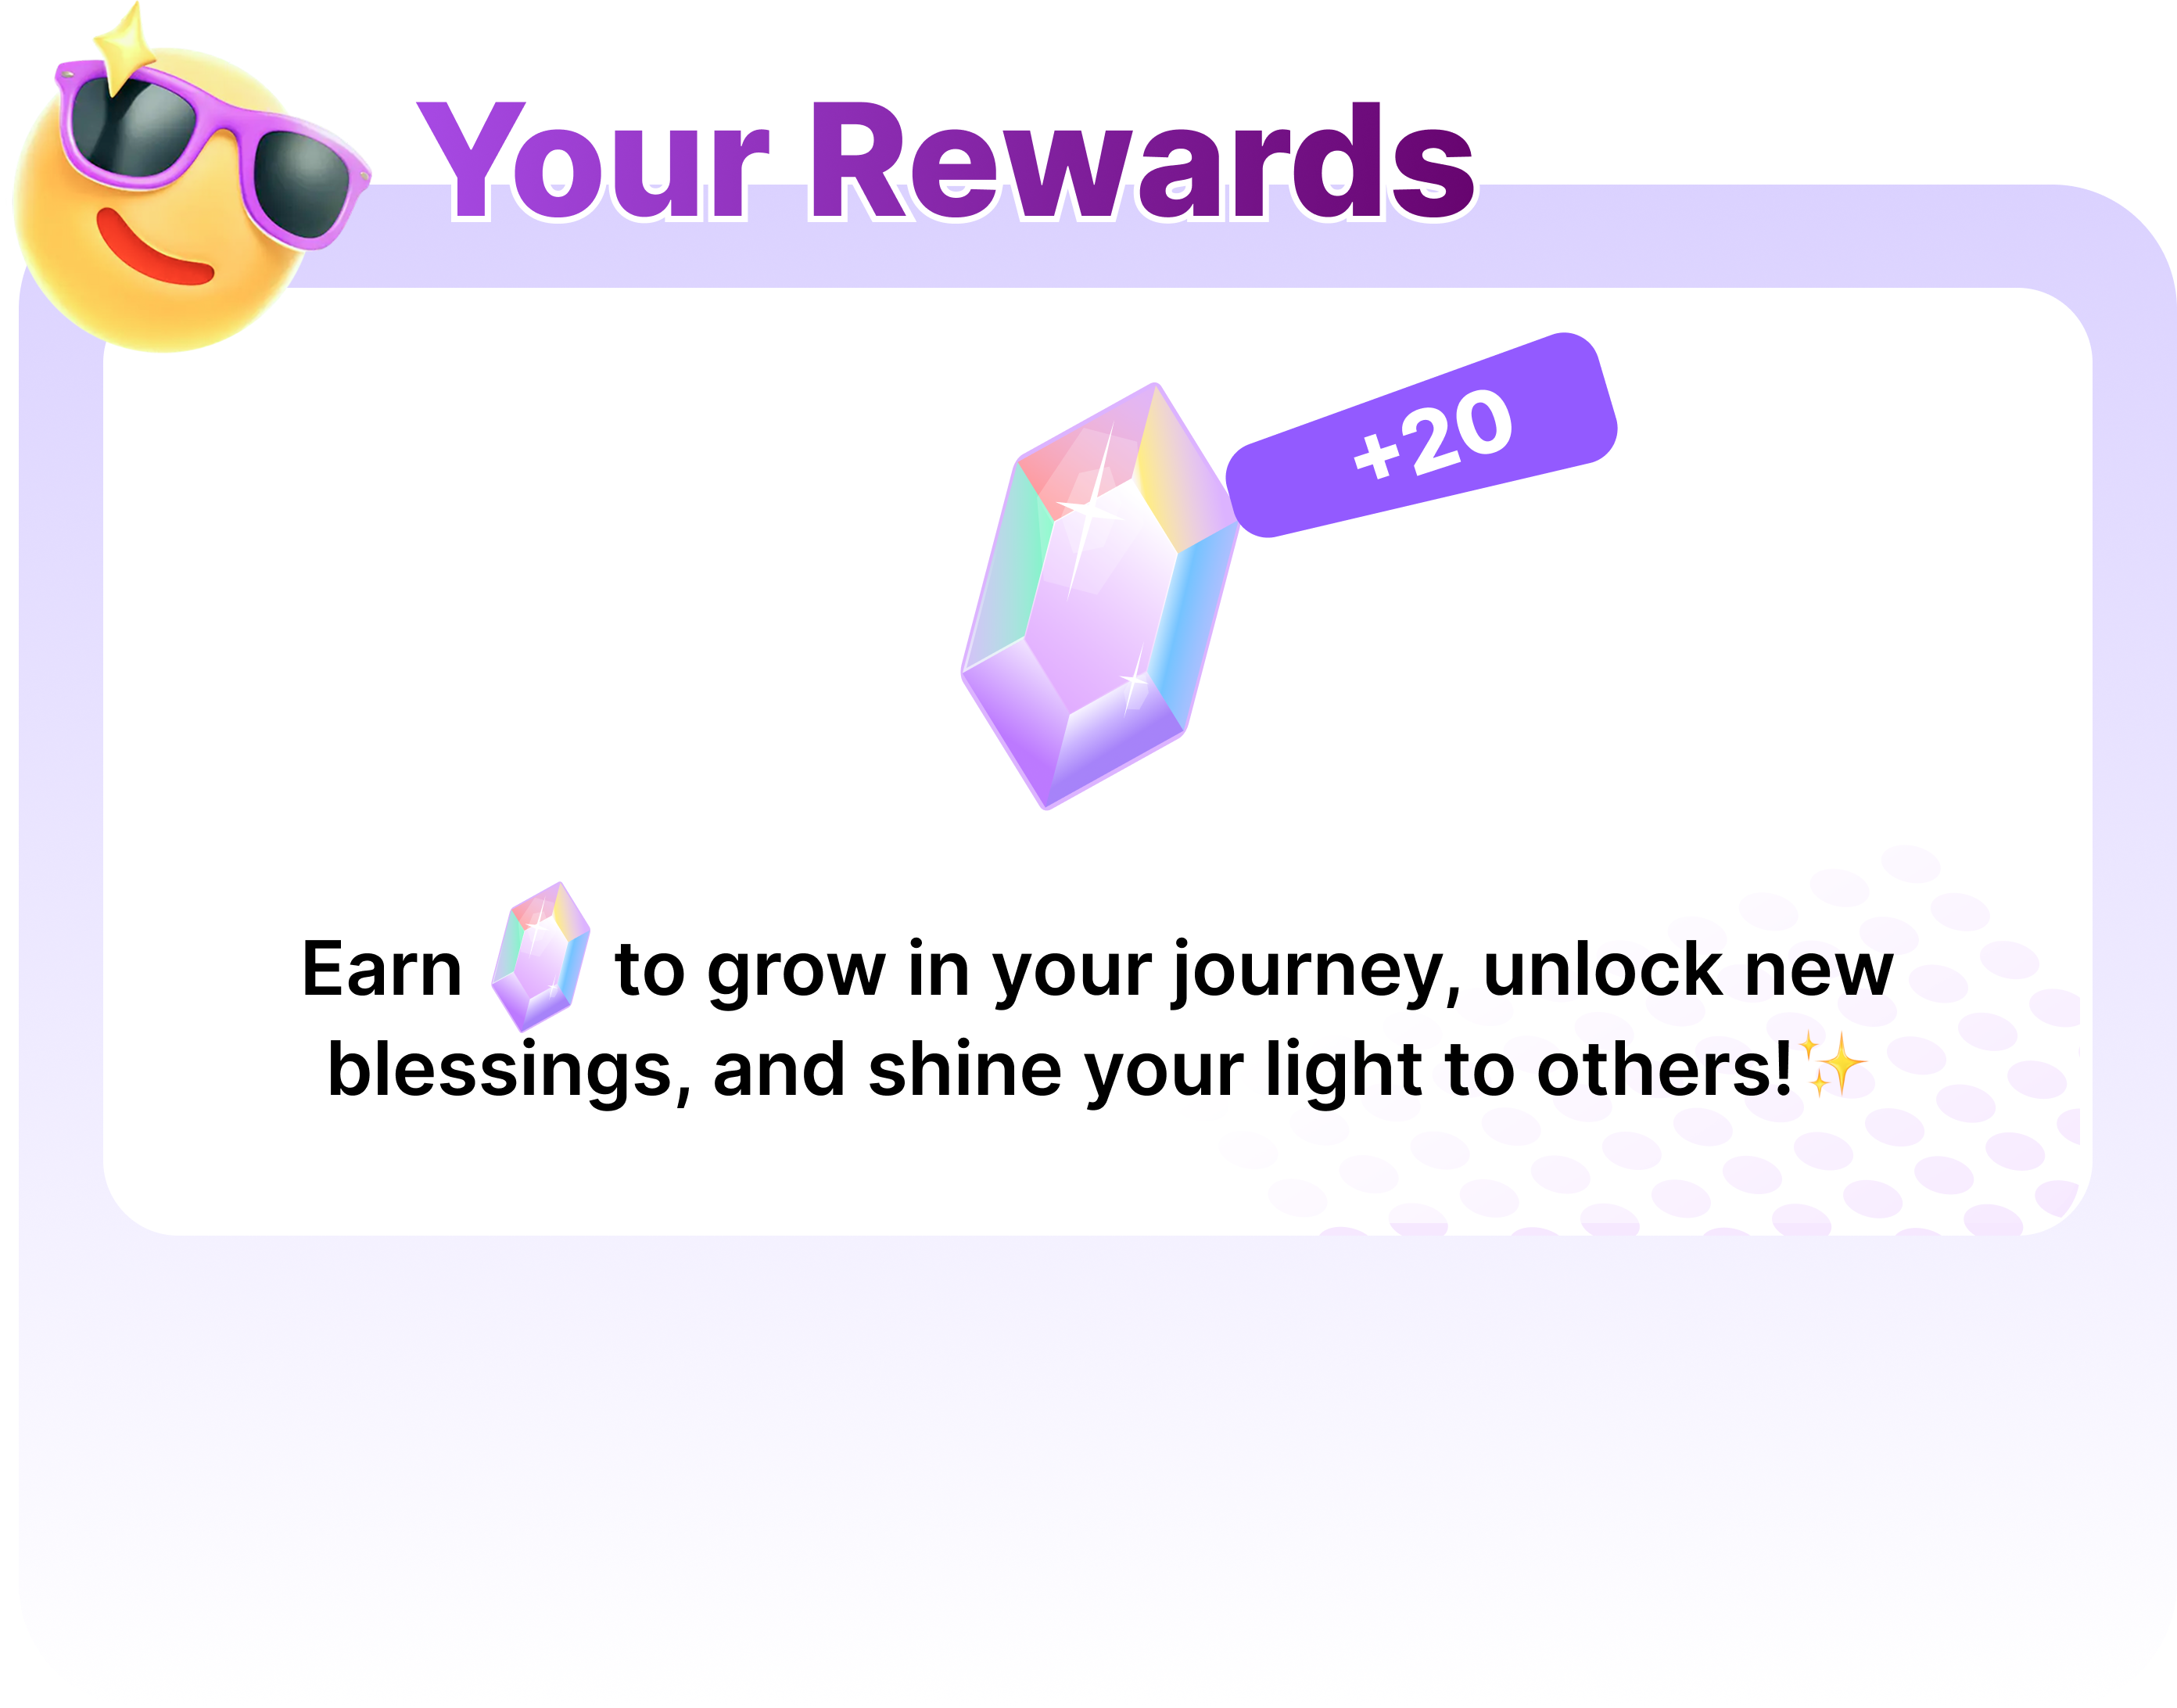 Your Rewards
+20
Earn to grow in your journey, unlock new
blessings, and shine your light to others!✨